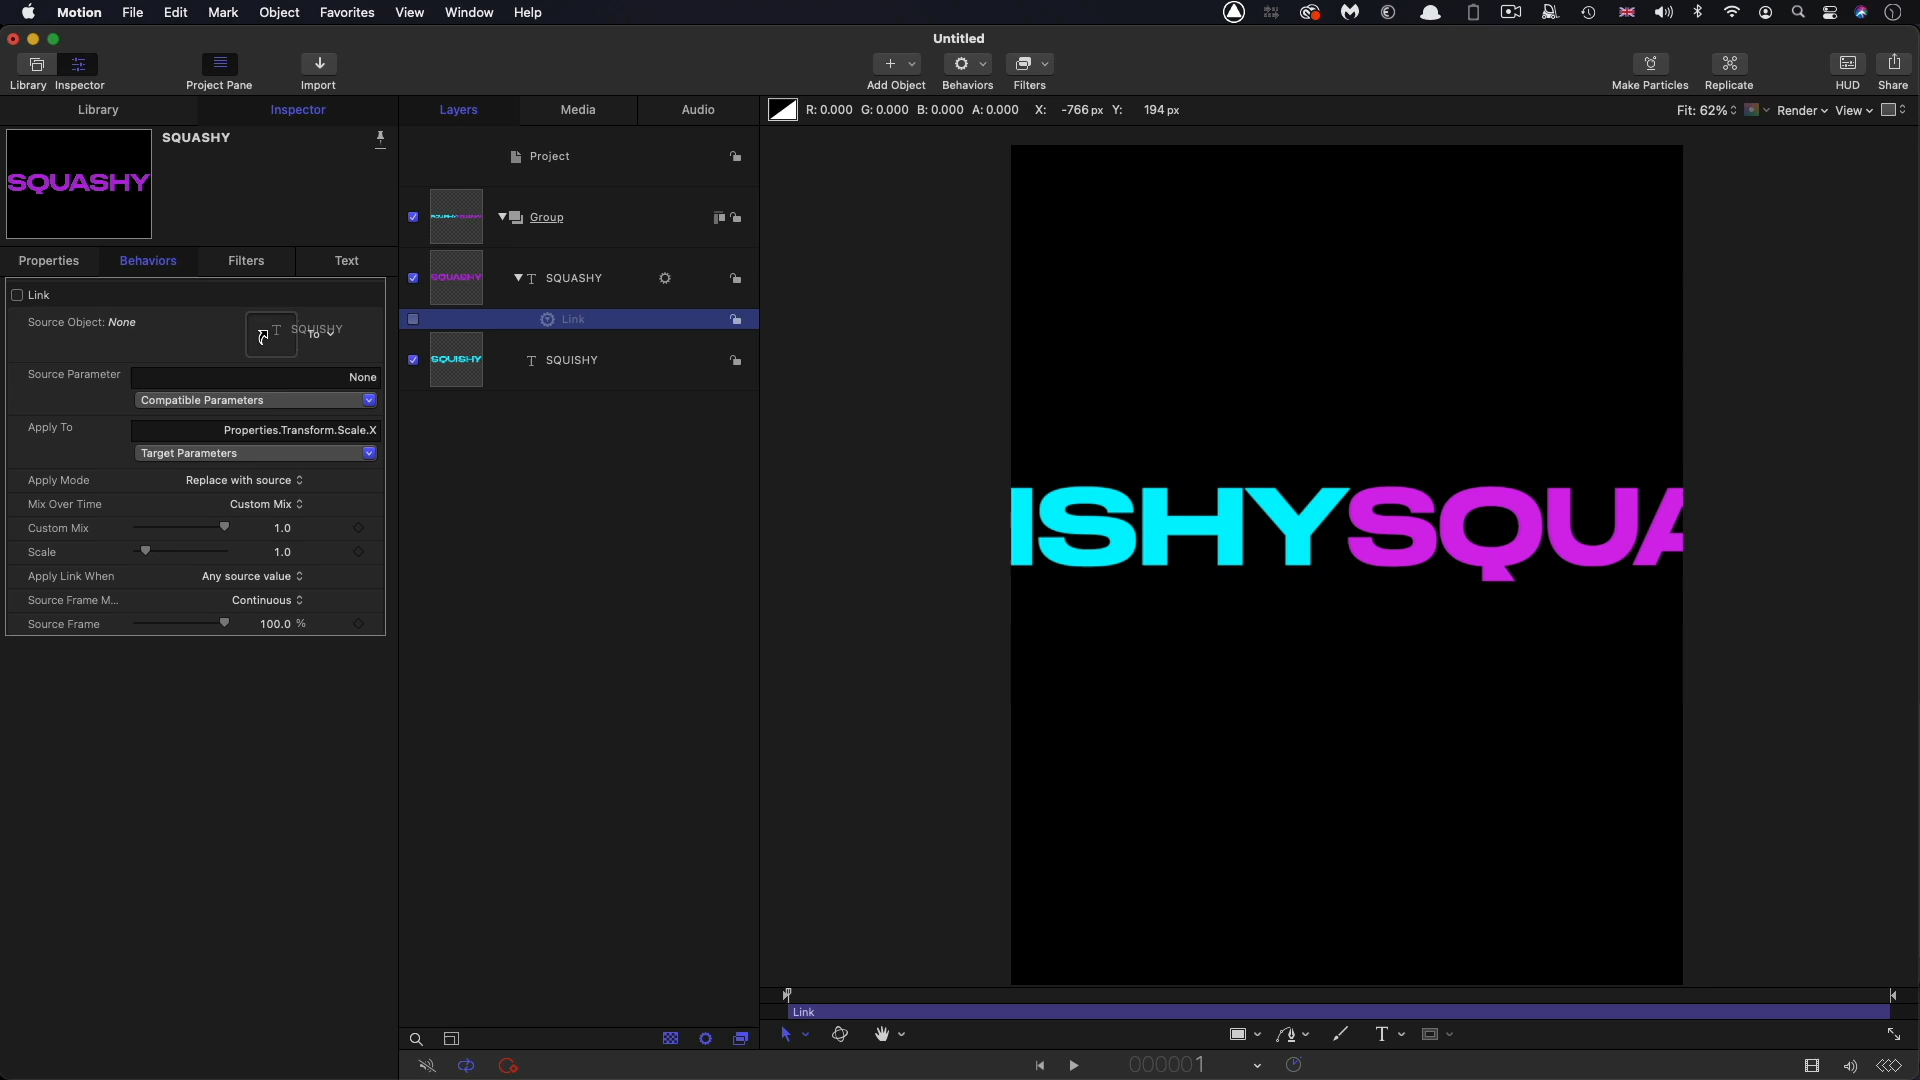 Motion File Edit Mark Object Favorites View Window Help
Untitled
Library Inspector Project Pane Import Add Object Behaviors Filters Make Particles Replicate HUD Share
Library Inspector Layers Media Audio R: 0.000 G: 0.000 B: 0.000 A: 0.000 X: -766 px Y: 194 px Fit: 62% Render View
SQUASHY
SQUASHY
Properties Behaviors Filters Text
Link
Source Object: None
SQUISHY
To
Source Parameter None
Compatible Parameters
Apply To Properties.Transform.Scale.X
Target Parameters
Apply Mode Replace with source
Mix Over Time Custom Mix
Custom Mix 1.0
Scale 1.0
Apply Link When Any source value
Source Frame M... Continuous
Source Frame 100.0 %
Project
Group
SQUASHY T SQUASHY
Link
SQUISHY T SQUISHY
ISHYSQUA
Link
T
000001